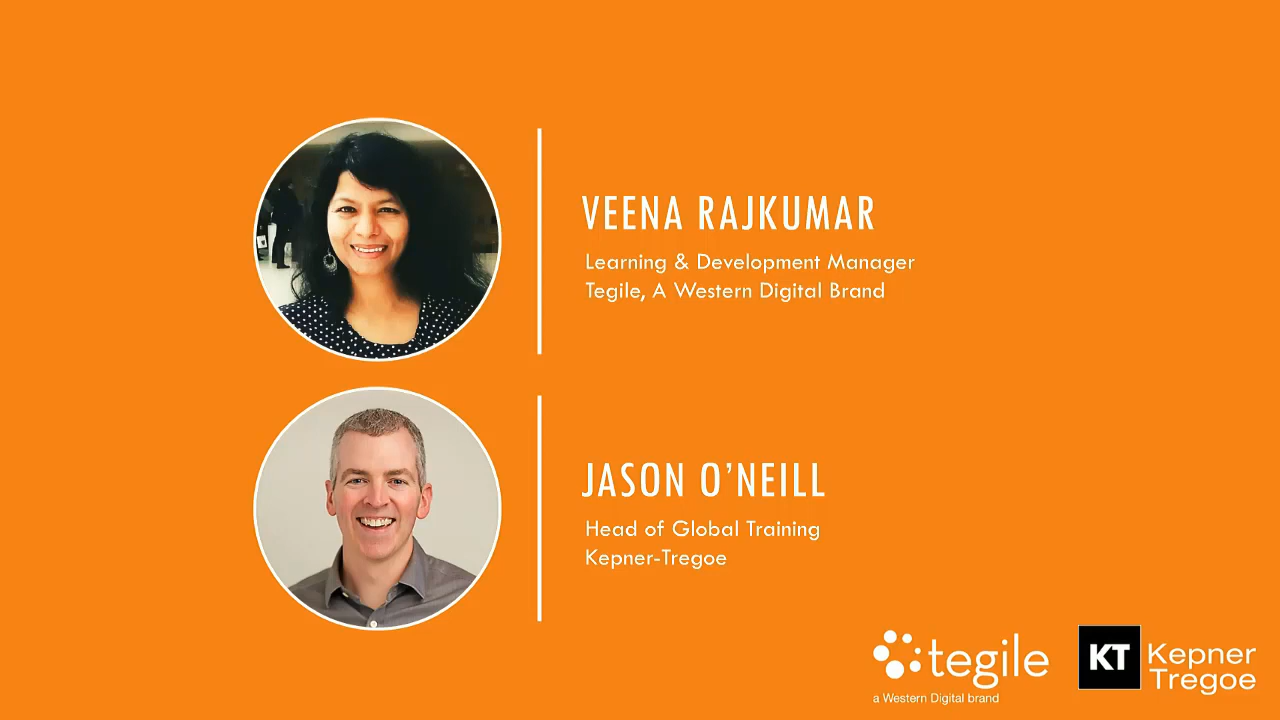 VEENA RAJKUMAR
Learning & Development Manager
Tegile, A Western Digital Brand
JASON O’NEILL
Head of Global Training
Kepner-Tregoe
tegile
a Western Digital brand
KT
Kepner
Tregoe